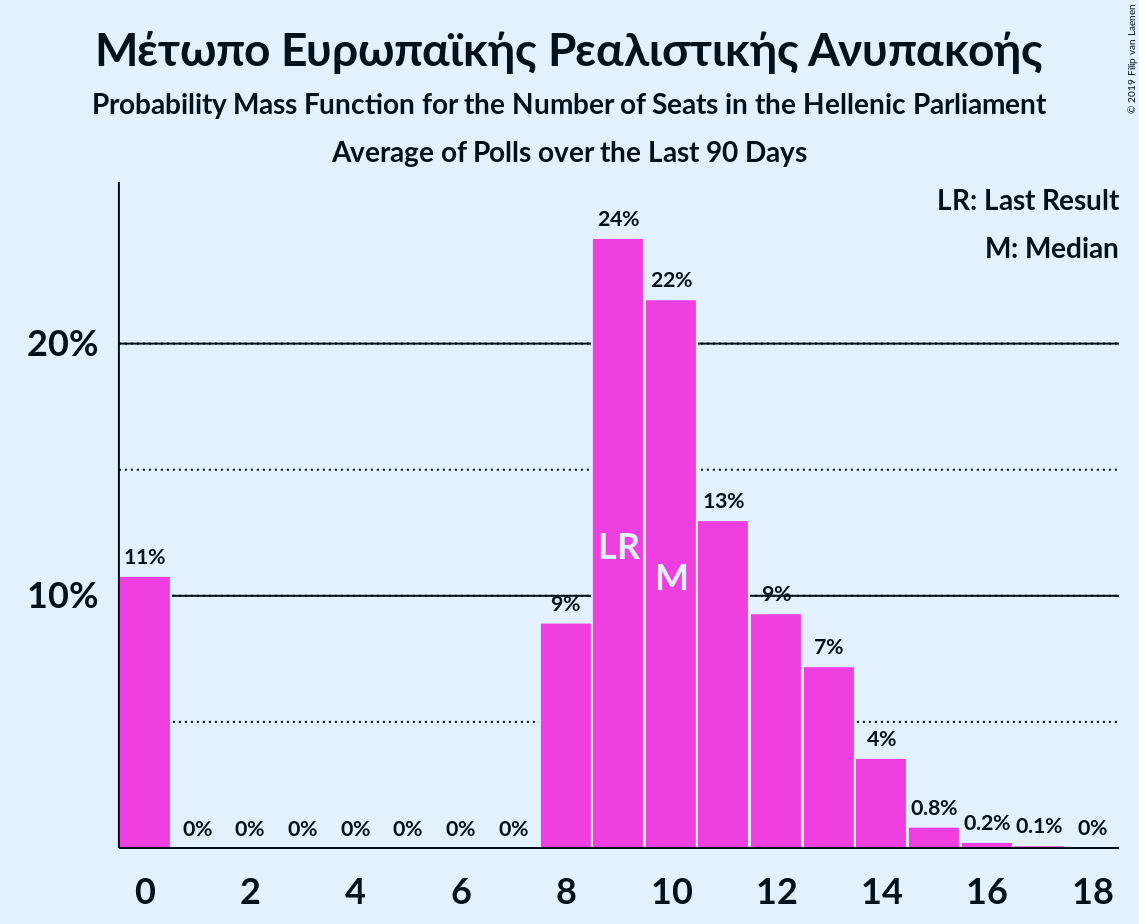 Μέτωπο Ευρωπαϊκής Ρεαλιστικής Ανυπακοής
Probability Mass Function for the Number of Seats in the Hellenic Parliament
Average of Polls over the Last 90 Days
© 2019 Filip van Laenen
LR: Last Result
M: Median
24%
22%
20%
13%
11%
LR
M
10%
9%
9%
7%
4%
0.8%
0.2%
0.1%
0%
0%
0%
0%
0%
0%
0%
0%
0 2 4 6 8 10 12 14 16 18